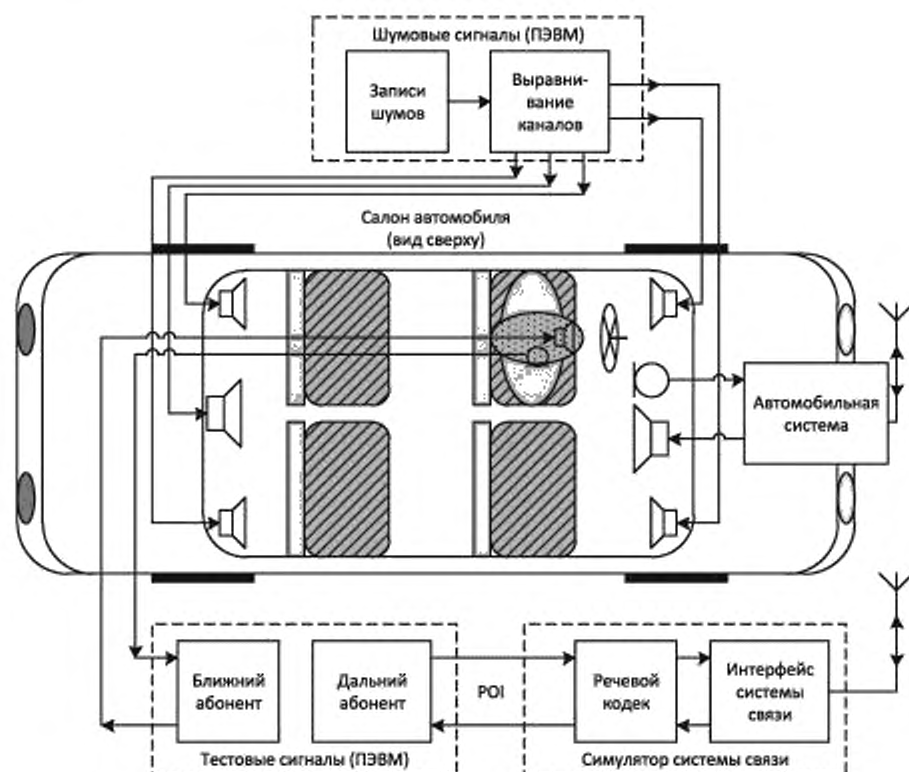 Шумовые сигналы (ПЭВМ)
Записи
шумов
Выравни-
вание
каналов
Салон автомобиля
(вид сверху)
Автомобильная
система
Ближний
абонент
Дальний
абонент
POI
Речевой
кодек
Интерфейс
системы
связи
Тестовые сигналы (ПЭВМ)
Симулятор системы связи